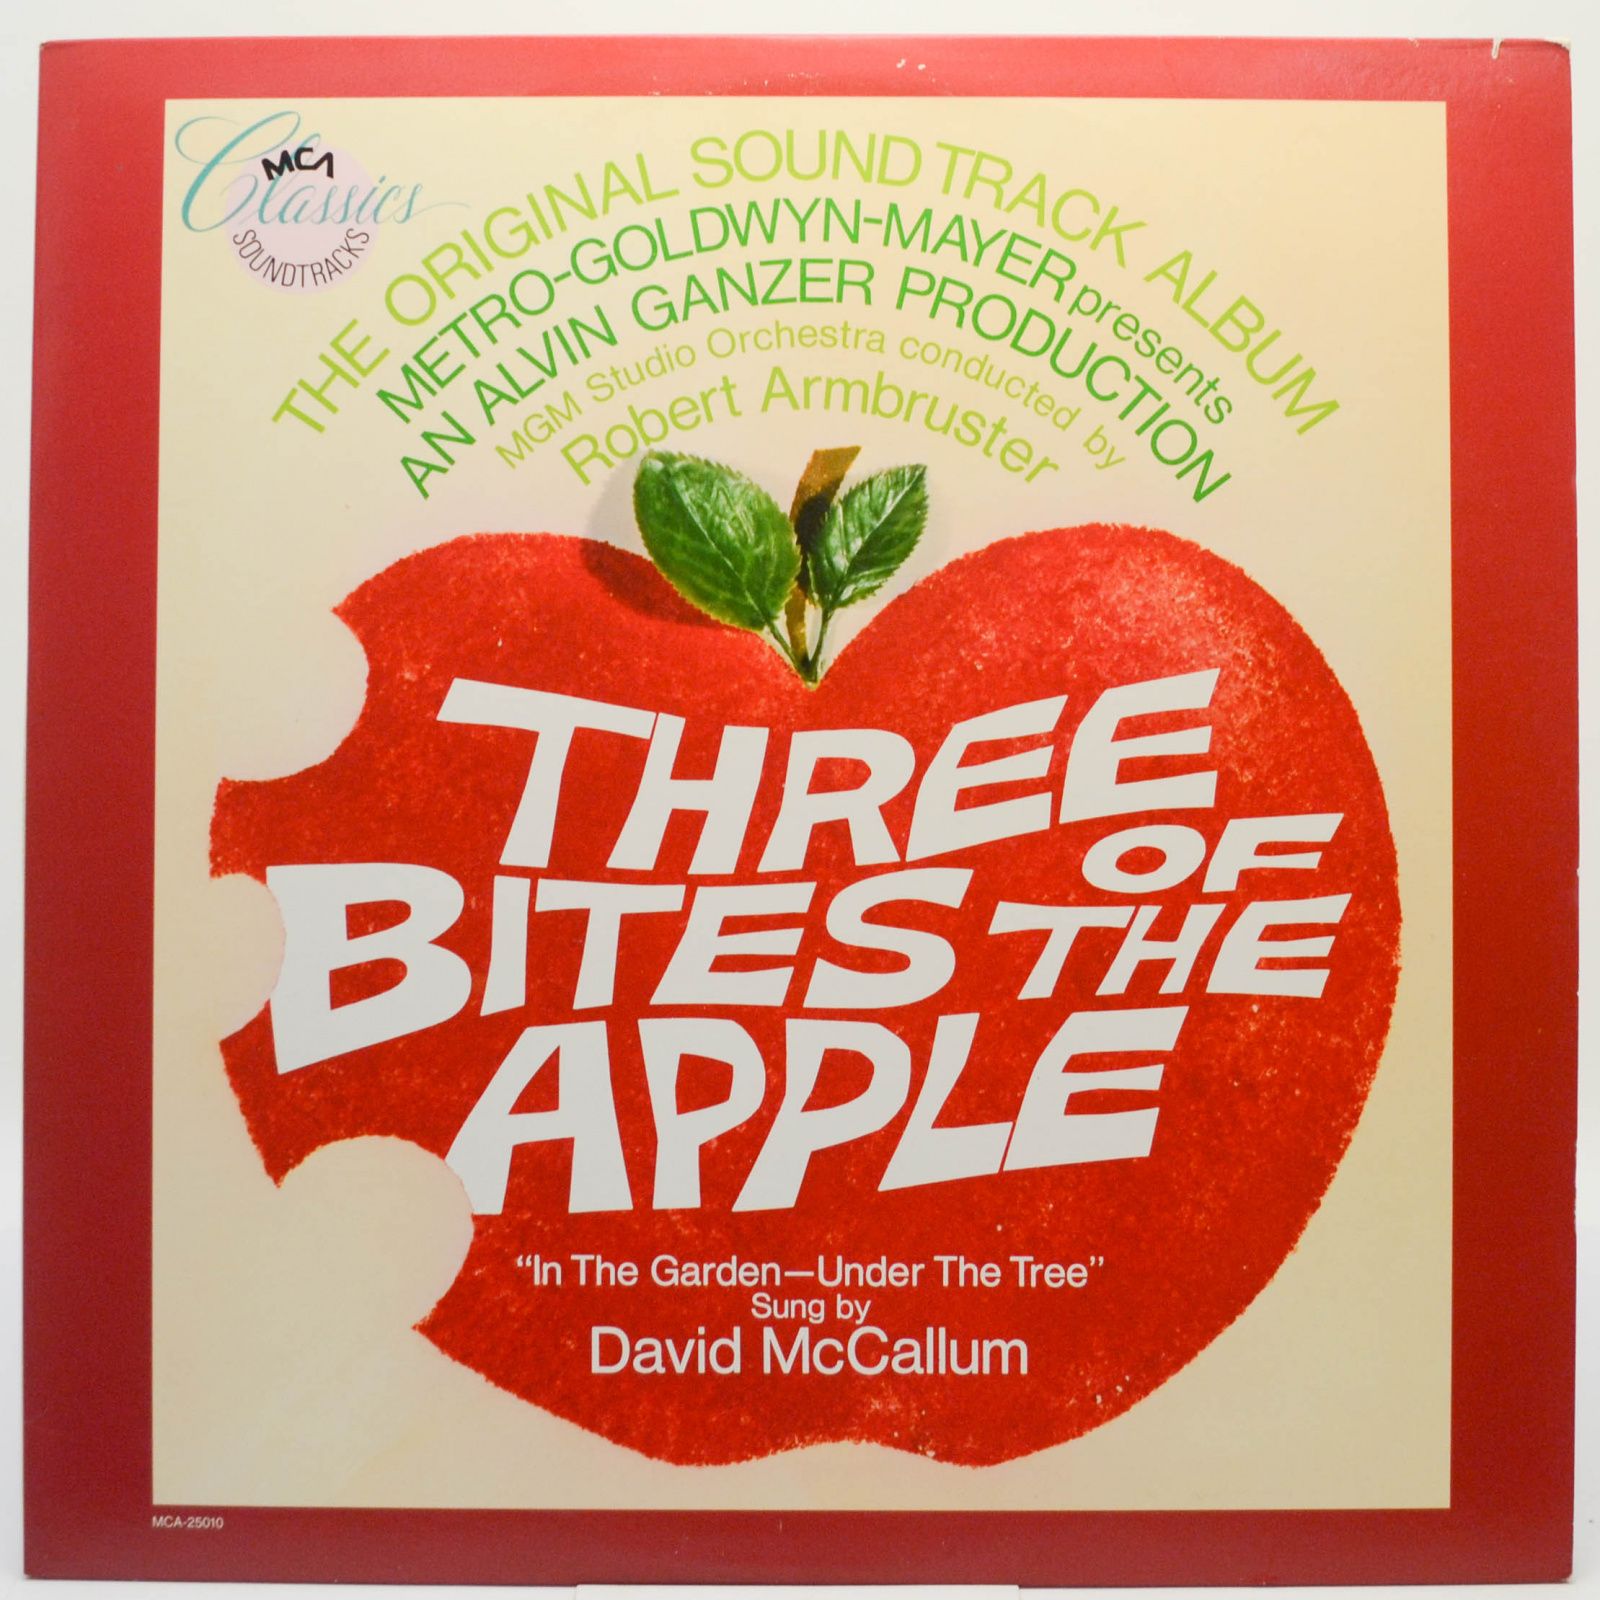 MCA
Classics
SOUNDTRACKS
THE ORIGINAL SOUND TRACK ALBUM
METRO-GOLDWYN-MAYER presents
AN ALVIN GANZER PRODUCTION
MGM Studio Orchestra conducted by
Robert Armbruster
THREE
BITES OF THE
APPLE
“In The Garden—Under The Tree”
Sung by
David McCallum
MCA-25010